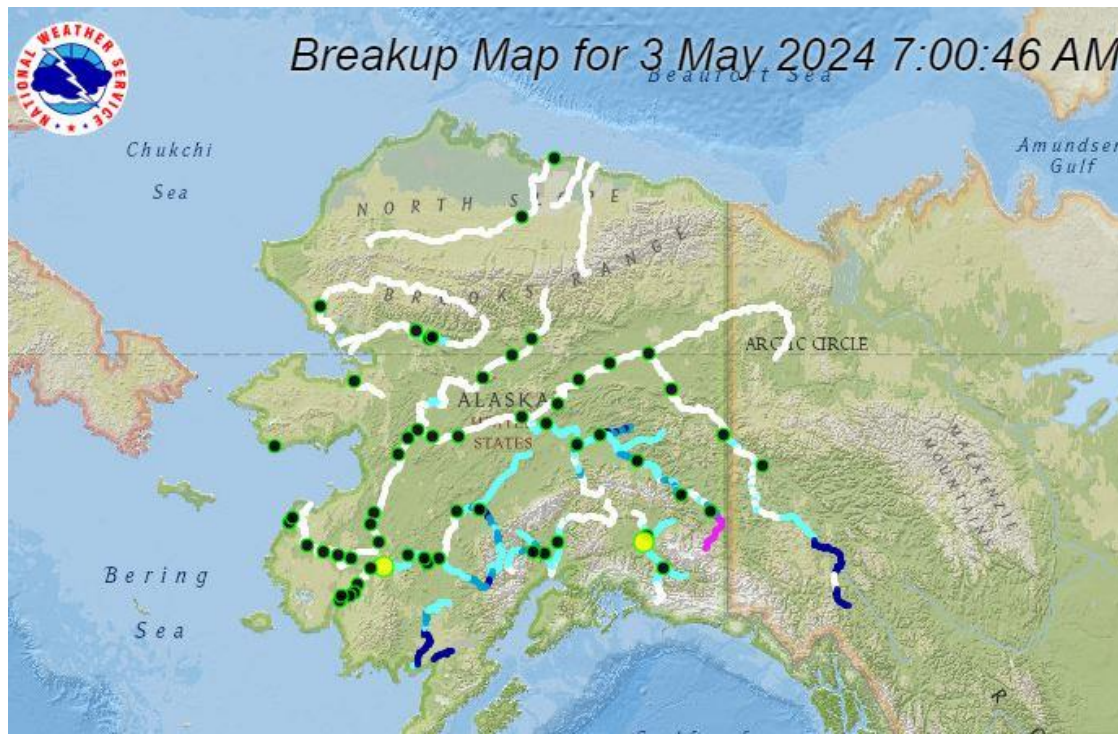 NATIONAL WEATHER SERVICE
Breakup Map for 3 May 2024 7:00:46 AM
Beaufort Sea
Chukchi
Sea
Amundsen
Gulf
NORTH SLOPE
BROOKS RANGE
ARCTIC CIRCLE
ALASKA
UNITED
STATES
MACKENZIE
MOUNTAINS
Bering
Sea
R